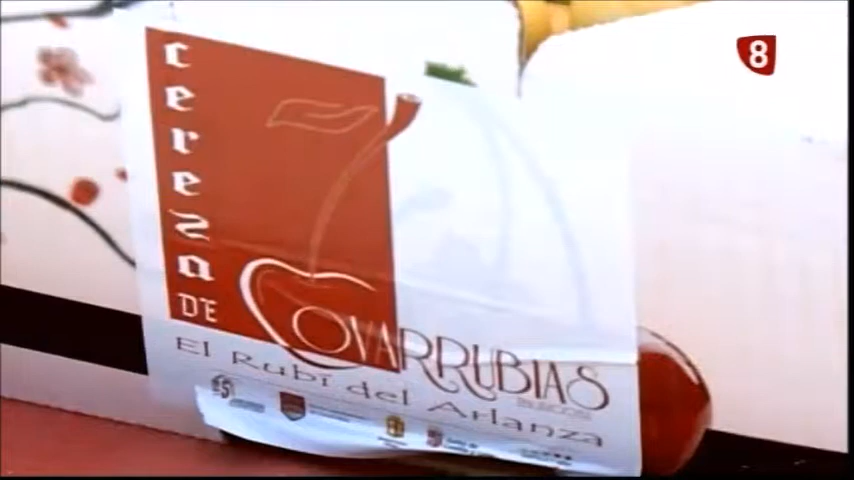 8
cereza
DE
COVARRUBIAS
BURGOS
El Rubí del Arlanza